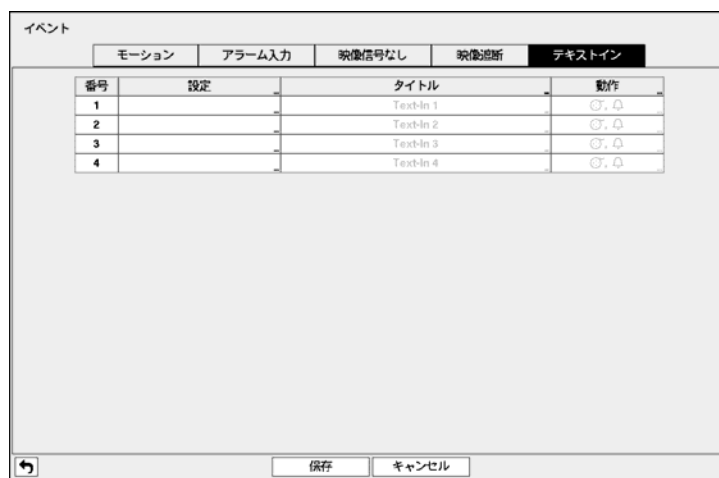 イベント
モーション アラーム入力 映像信号なし 映像遮断 テキストイン
番号 設定 ... タイトル ... 動作 ...
1 ... Text-In 1 ... ...
2 ... Text-In 2 ... ...
3 ... Text-In 3 ... ...
4 ... Text-In 4 ... ...
保存 キャンセル